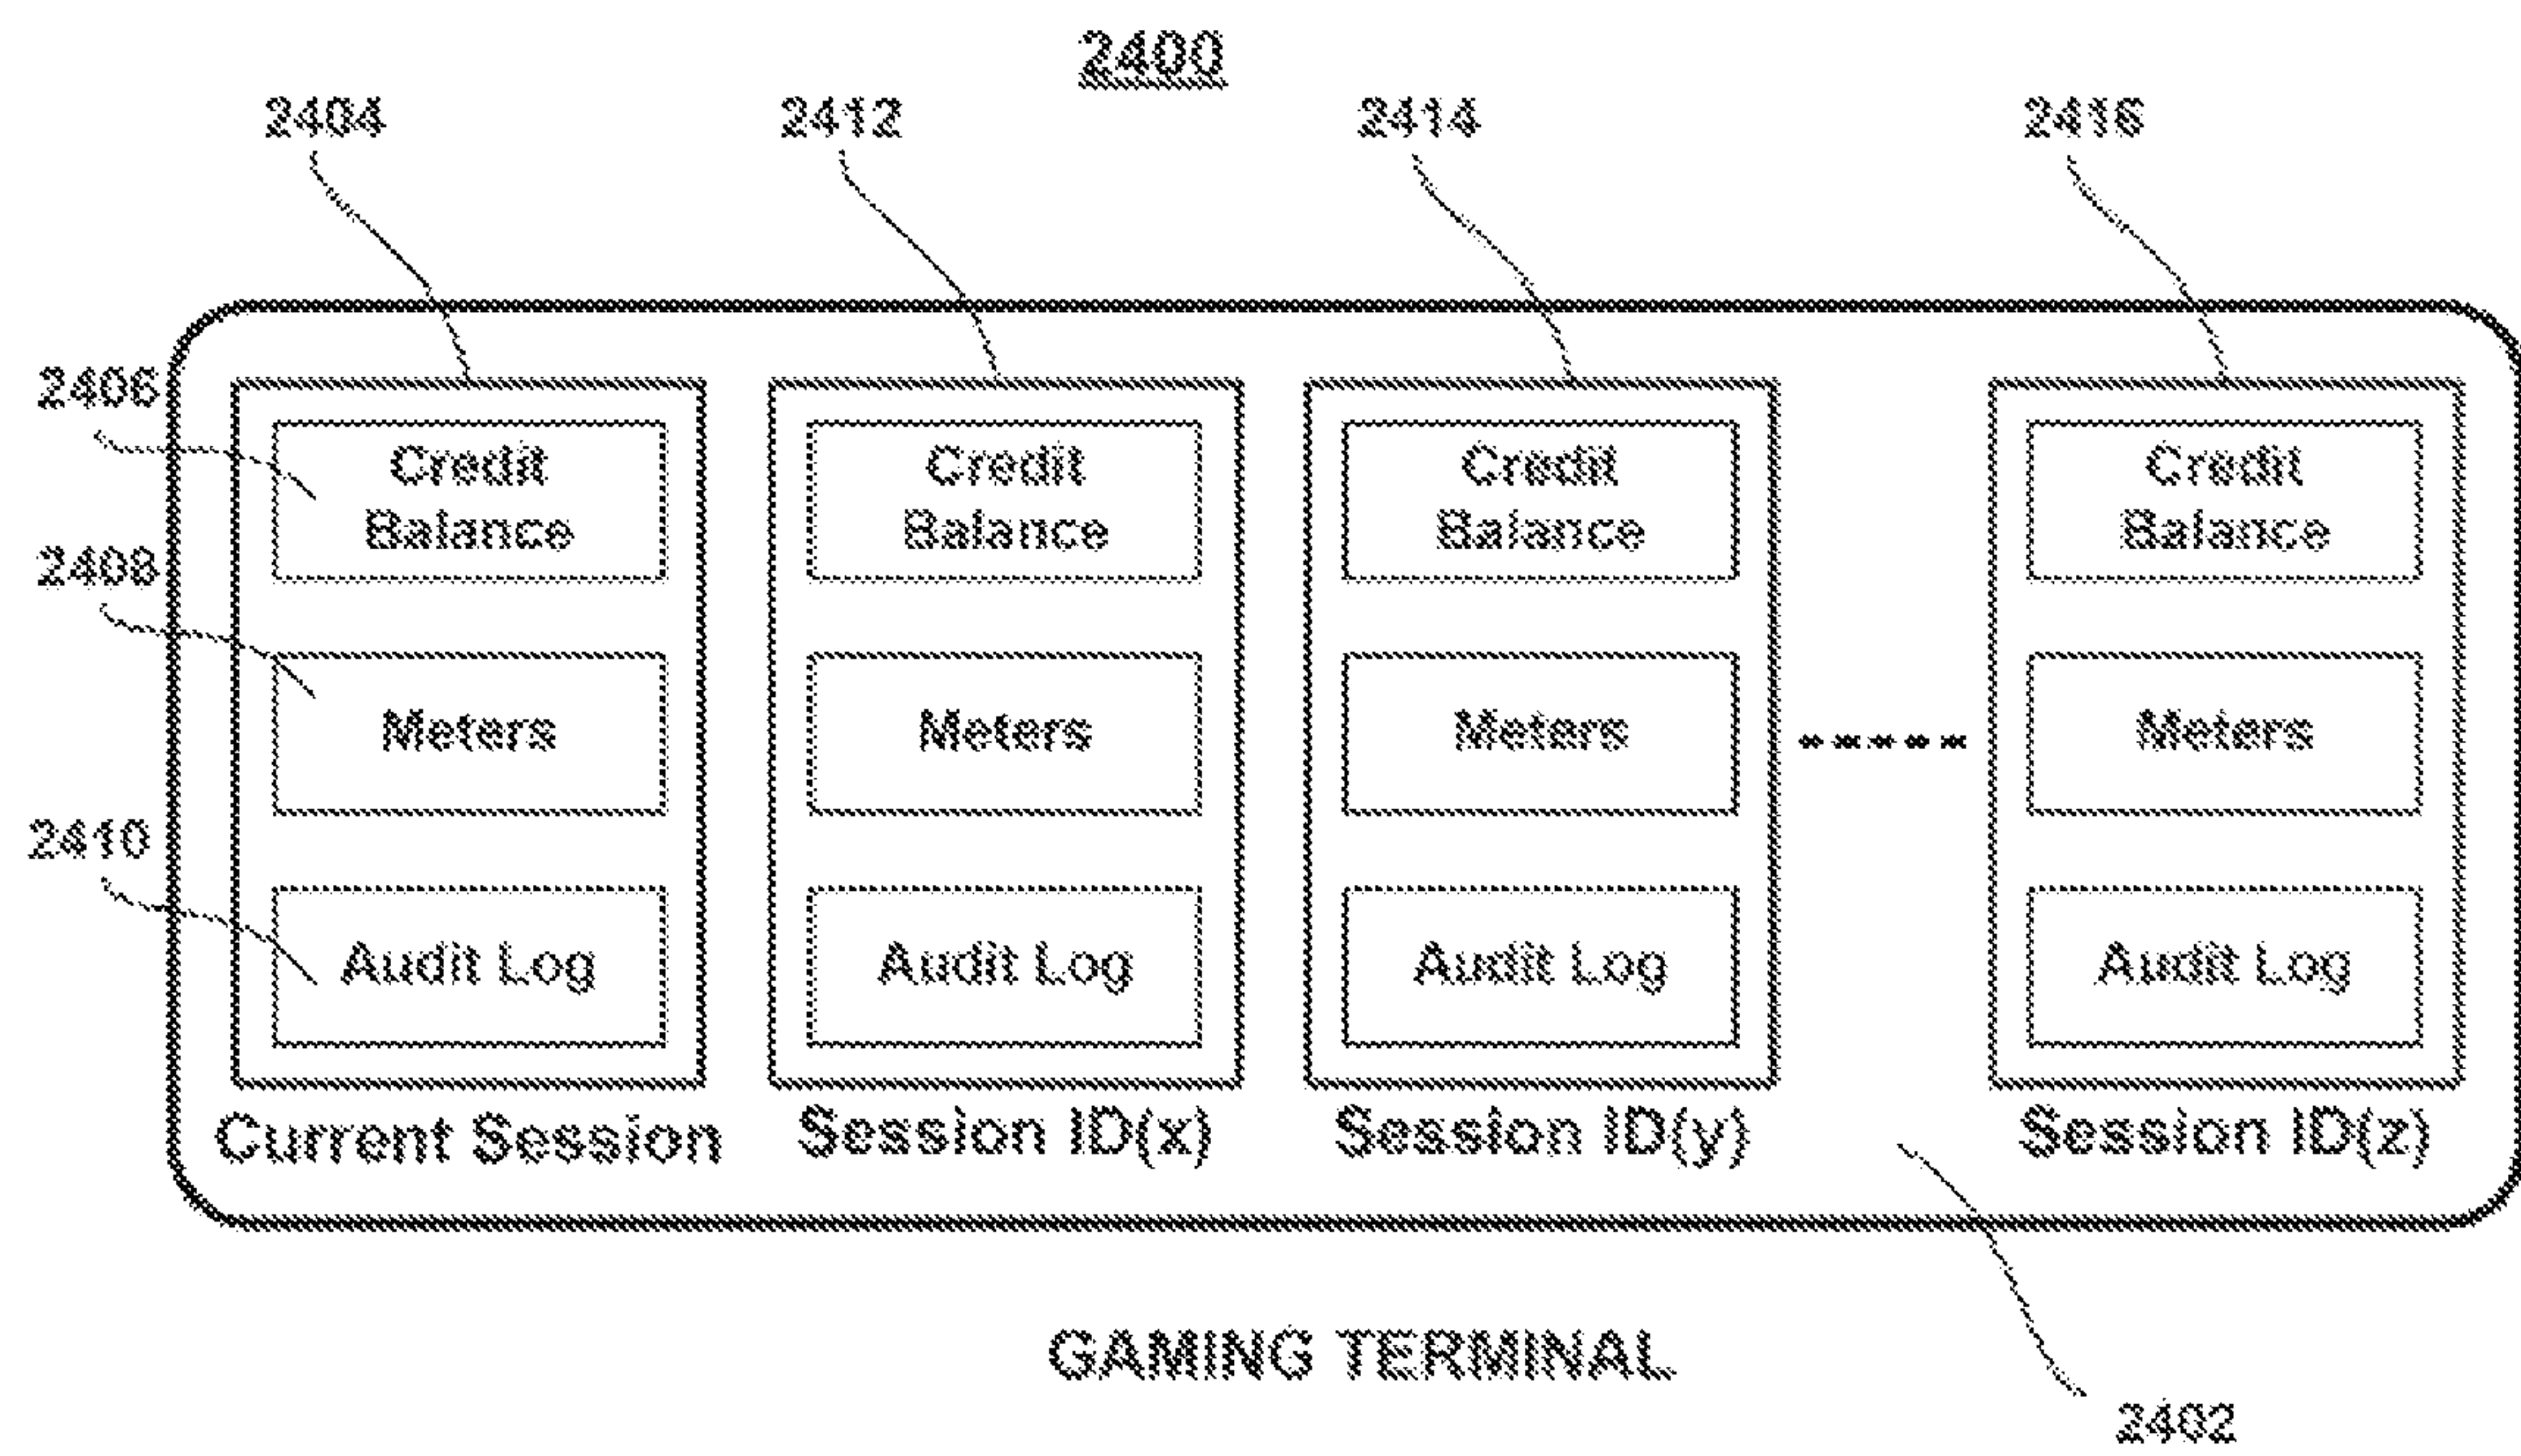 2400
2404 2412 2414 2416
2406
Credit Balance
Credit Balance
Credit Balance
Credit Balance
2408
Meters Meters Meters Meters
2410
Audit Log Audit Log Audit Log Audit Log
Current Session Session ID(x) Session ID(y) Session ID(z)
GAMING TERMINAL
2402